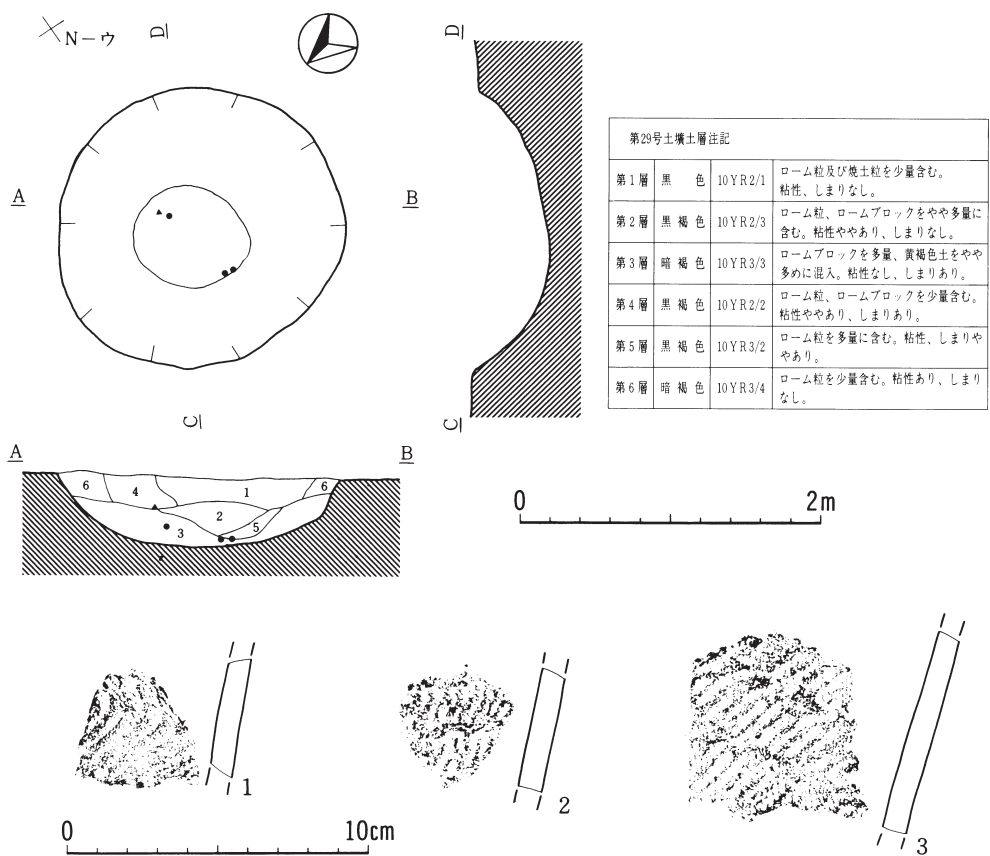 N－ウ
D
A
B
C
D
C
第29号土壙土層注記
第1層 黒色 10YR2/1 ローム粒及び焼土粒を少量含む。
粘性、しまりなし。
第2層 黒褐色 10YR2/3 ローム粒、ロームブロックをやや多量に
含む。粘性ややあり、しまりなし。
第3層 暗褐色 10YR3/3 ロームブロックを多量、黄褐色土をやや
多めに混入。粘性なし、しまりあり。
第4層 黒褐色 10YR2/2 ローム粒、ロームブロックを少量含む。
粘性ややあり、しまりあり。
第5層 黒褐色 10YR3/2 ローム粒を多量に含む。粘性、しまりや
やあり。
第6層 暗褐色 10YR3/4 ローム粒を少量含む。粘性あり、しまり
なし。
A
B
6
4
1
6
2
3
5
0 2m
1
2
3
0 10cm